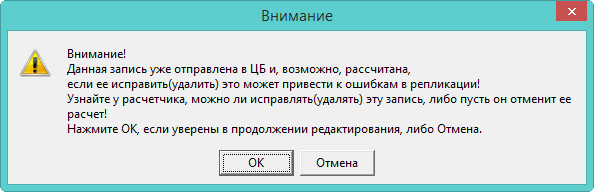 Внимание
Внимание!
Данная запись уже отправлена в ЦБ и, возможно, рассчитана,
если ее исправить(удалить) это может привести к ошибкам в репликации!
Узнайте у расчетчика, можно ли исправлять(удалять) эту запись, либо пусть он отменит ее
расчет!
Нажмите ОК, если уверены в продолжении редактирования, либо Отмена.
ОК
Отмена